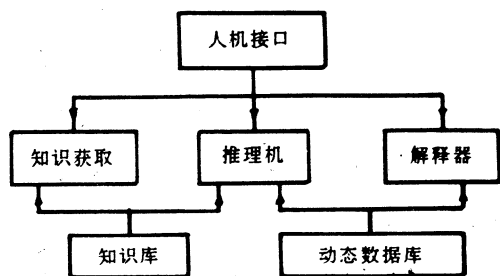 人机接口
知识获取
推理机
解释器
知识库
动态数据库